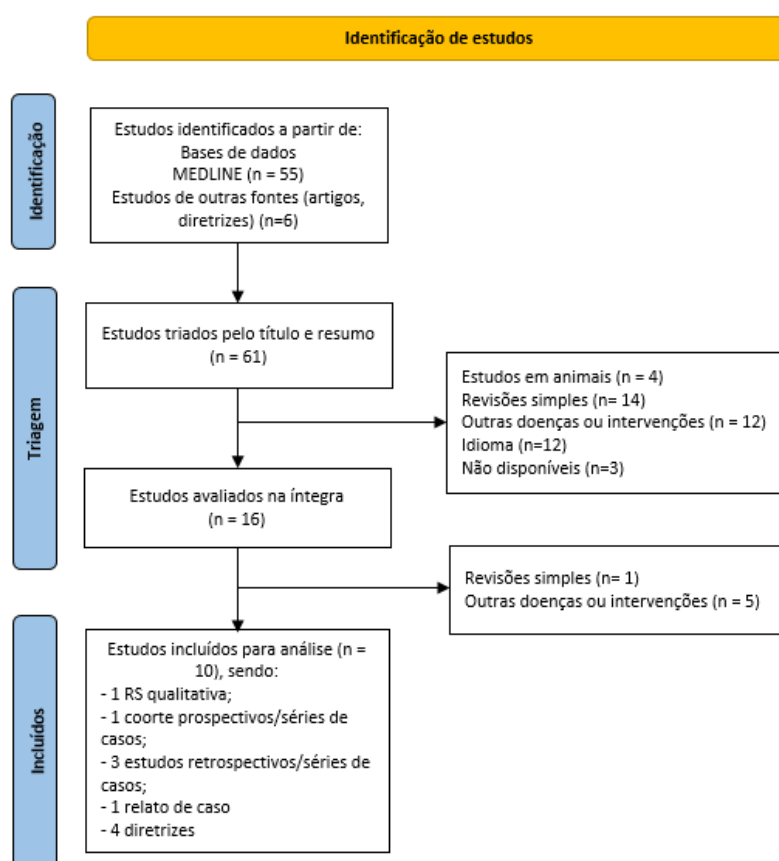 Identificação de estudos
Identificação
Estudos identificados a partir de:
Bases de dados
MEDLINE (n = 55)
Estudos de outras fontes (artigos,
diretrizes) (n=6)
Triagem
Estudos triados pelo título e resumo
(n = 61)
Estudos em animais (n = 4)
Revisões simples (n= 14)
Outras doenças ou intervenções (n = 12)
Idioma (n=12)
Não disponíveis (n=3)
Estudos avaliados na íntegra
(n = 16)
Revisões simples (n= 1)
Outras doenças ou intervenções (n = 5)
Incluídos
Estudos incluídos para análise (n =
10), sendo:
- 1 RS qualitativa;
- 1 coorte prospectivos/séries de
casos;
- 3 estudos retrospectivos/séries de
casos;
- 1 relato de caso
- 4 diretrizes